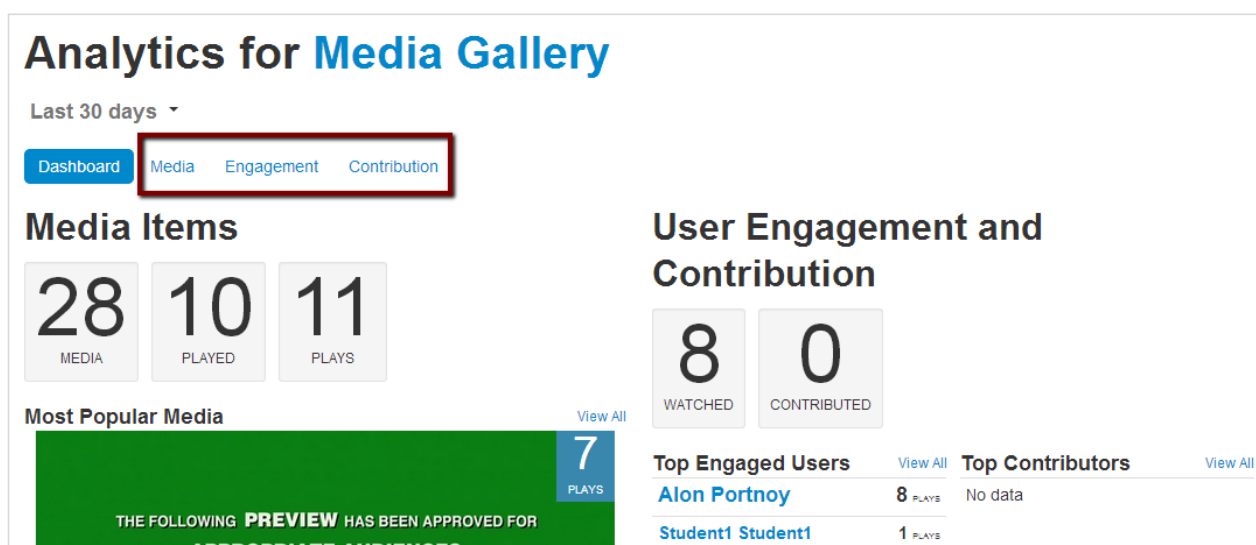 Analytics for Media Gallery
Last 30 days
Dashboard Media Engagement Contribution
Media Items
28
MEDIA
10
PLAYED
11
PLAYS
Most Popular Media View All
7
PLAYS
THE FOLLOWING PREVIEW HAS BEEN APPROVED FOR
APPROPRIATE AUDIENCES
User Engagement and
Contribution
8
WATCHED
0
CONTRIBUTED
Top Engaged Users View All
Alon Portnoy 8 PLAYS
Student1 Student1 1 PLAYS
Top Contributors View All
No data